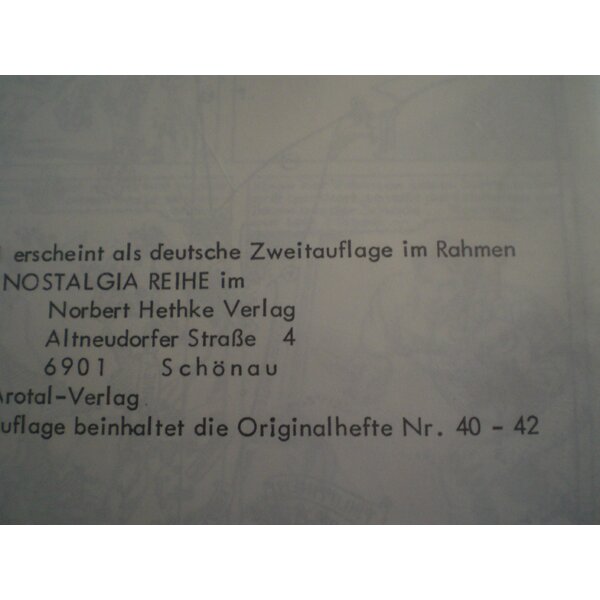 erscheint als deutsche Zweitauflage im Rahmen
NOSTALGIA REIHE im
Norbert Hethke Verlag
Altneudorfer Straße 4
6901 Schönau
rotal-Verlag
uflage beinhaltet die Originalhefte Nr. 40 - 42